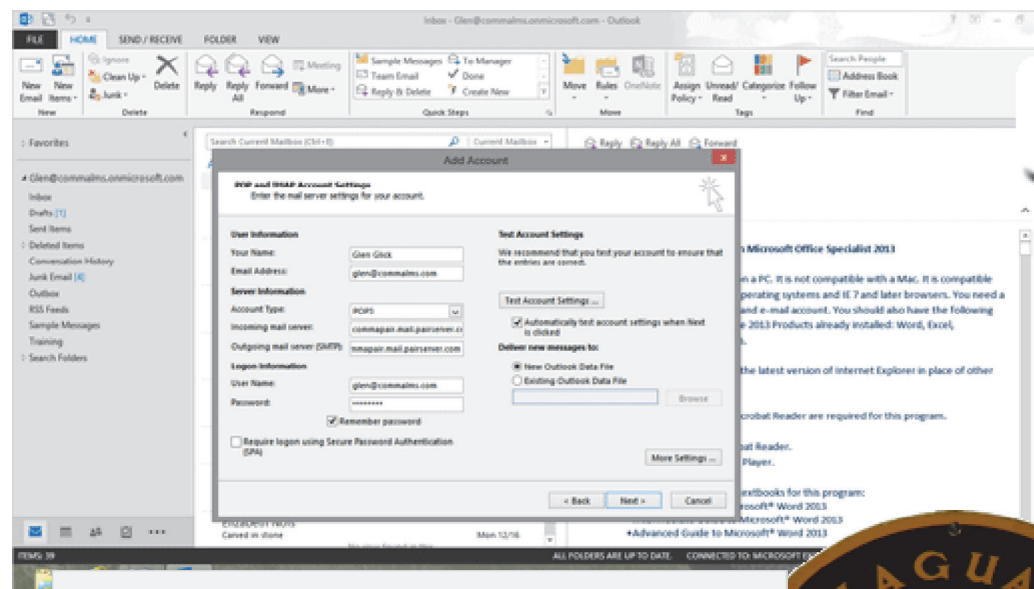 Inbox - Glen@commalms.onmicrosoft.com - Outlook
FILE HOME SEND / RECEIVE FOLDER VIEW
New Email
New Items
Ignore
Clean Up
Junk
Delete
Reply
Reply All
Forward
Meeting
More
Sample Messages
Team Email
Reply & Delete
To Manager
Done
Create New
Move
Rules
OneNote
Assign Policy
Unread/ Read
Categorize
Follow Up
Search People
Address Book
Filter Email
New Delete Respond Quick Steps Move Tags Find
Favorites
Search Current Mailbox (Ctrl+E) Current Mailbox
Reply Reply All Forward
Glen@commalms.onmicrosoft.com
Inbox
Drafts [1]
Sent Items
Deleted Items
Conversation History
Junk Email [4]
Outbox
RSS Feeds
Sample Messages
Training
Search Folders
Add Account
POP and IMAP Account Settings
Enter the mail server settings for your account.
User Information
Your Name: Glen Glick
Email Address: glen@commalms.com
Server Information
Account Type: POP3
Incoming mail server: commapair.mail.pairserver.c
Outgoing mail server (SMTP): mmapair.mail.pairserver.com
Logon Information
User Name: glen@commalms.com
Password: ********
Remember password
Require logon using Secure Password Authentication
(SPA)
Test Account Settings
We recommend that you test your account to ensure that
the entries are correct.
Test Account Settings ...
Automatically test account settings when Next
is clicked
Deliver new messages to:
New Outlook Data File
Existing Outlook Data File
Browse
More Settings ...
< Back Next > Cancel
Microsoft Office Specialist 2013
on a PC. It is not compatible with a Mac. It is compatible
perating systems and IE 7 and later browsers. You need a
and e-mail account. You should also have the following
2013 Products already installed: Word, Excel,
the latest version of Internet Explorer in place of other
crobat Reader are required for this program.
bat Reader.
Player.
extbooks for this program:
rosoft® Word 2013
Microsoft® Word 2013
+Advanced Guide to Microsoft® Word 2013
Carved in stone Mon 12/16
ITEMS: 39
ALL FOLDERS ARE UP TO DATE. CONNECTED TO: MICROSOFT EX
AGUA